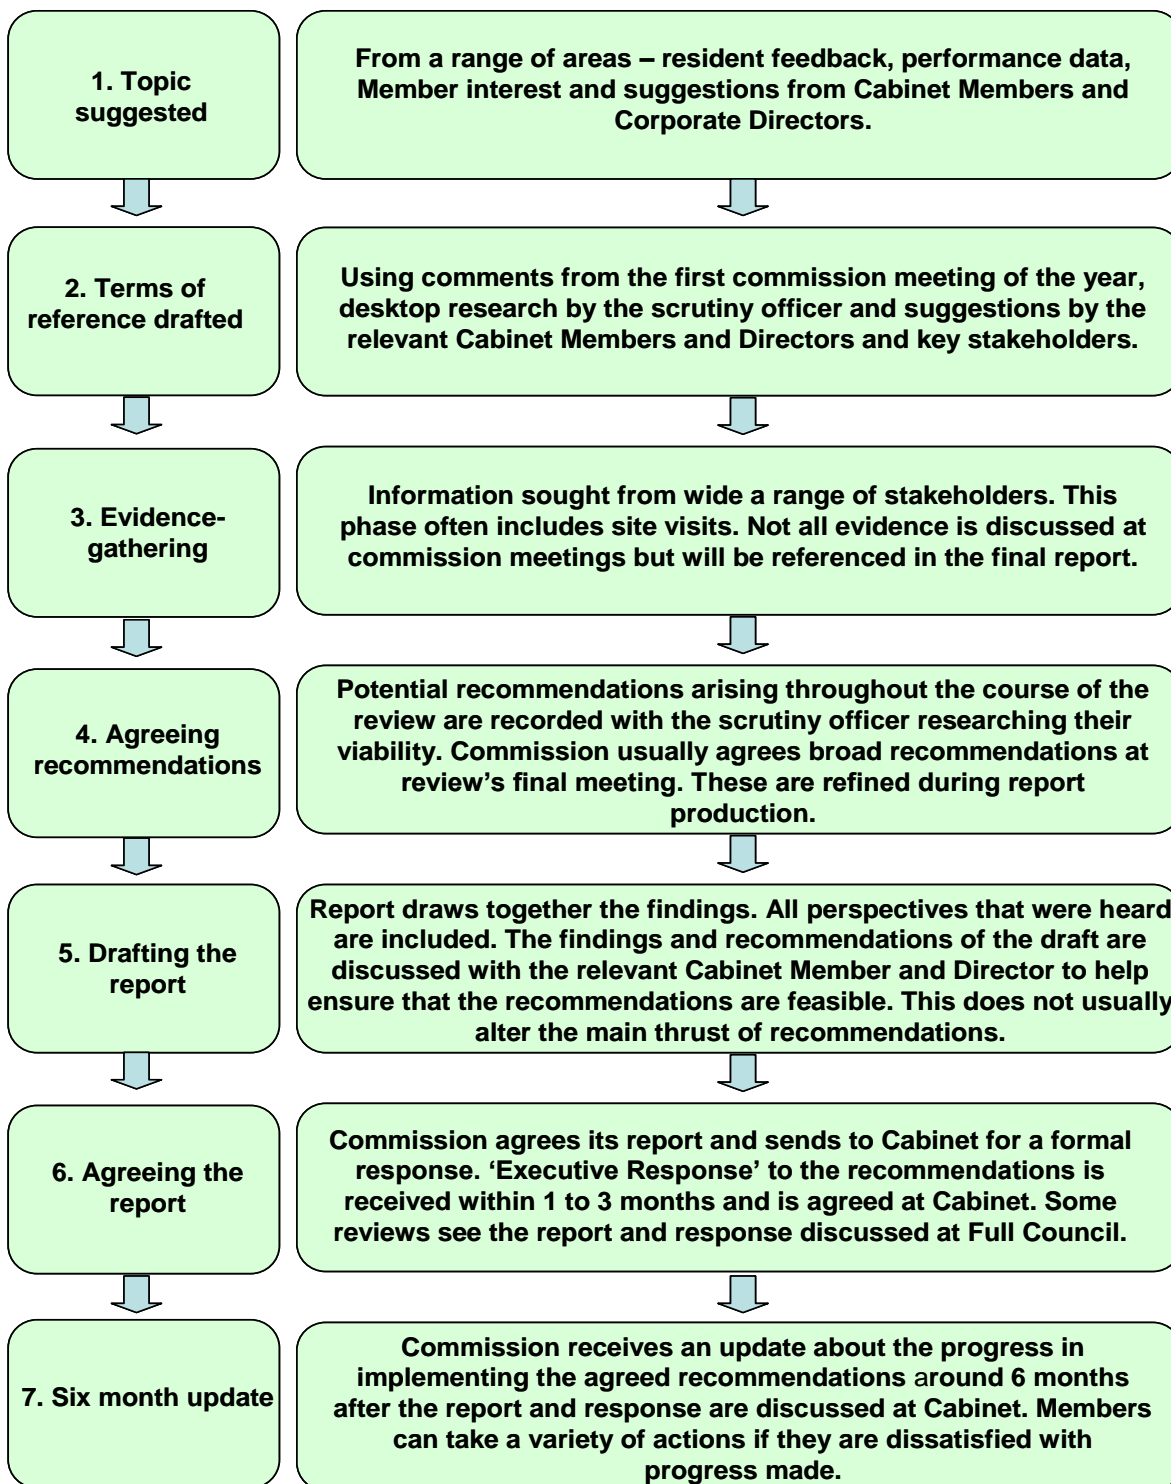 1. Topic
suggested
From a range of areas – resident feedback, performance data,
Member interest and suggestions from Cabinet Members and
Corporate Directors.
2. Terms of
reference drafted
Using comments from the first commission meeting of the year,
desktop research by the scrutiny officer and suggestions by the
relevant Cabinet Members and Directors and key stakeholders.
3. Evidence-
gathering
Information sought from wide a range of stakeholders. This
phase often includes site visits. Not all evidence is discussed at
commission meetings but will be referenced in the final report.
4. Agreeing
recommendations
Potential recommendations arising throughout the course of the
review are recorded with the scrutiny officer researching their
viability. Commission usually agrees broad recommendations at
review’s final meeting. These are refined during report
production.
5. Drafting the
report
Report draws together the findings. All perspectives that were heard
are included. The findings and recommendations of the draft are
discussed with the relevant Cabinet Member and Director to help
ensure that the recommendations are feasible. This does not usually
alter the main thrust of recommendations.
6. Agreeing the
report
Commission agrees its report and sends to Cabinet for a formal
response. ‘Executive Response’ to the recommendations is
received within 1 to 3 months and is agreed at Cabinet. Some
reviews see the report and response discussed at Full Council.
7. Six month update
Commission receives an update about the progress in
implementing the agreed recommendations around 6 months
after the report and response are discussed at Cabinet. Members
can take a variety of actions if they are dissatisfied with
progress made.